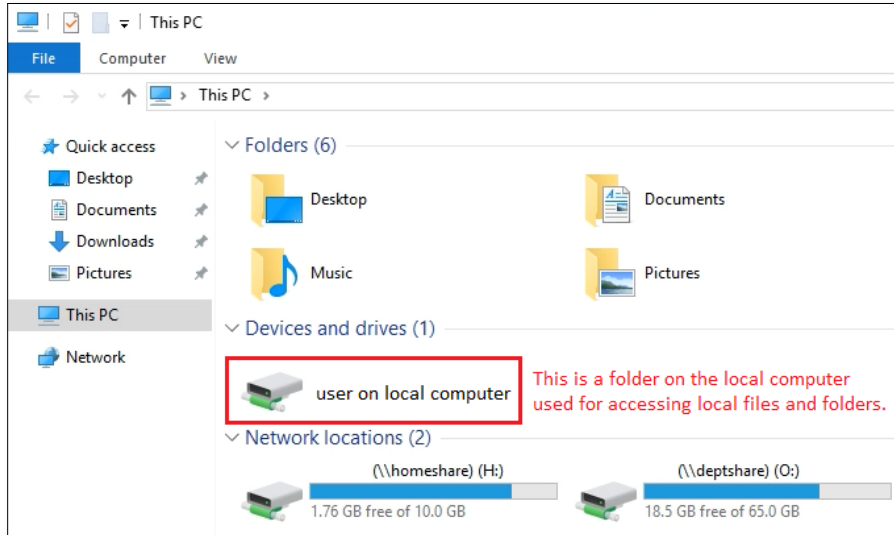 This PC
File Computer View
This PC
Quick access
Desktop
Documents
Downloads
Pictures
This PC
Network
Folders (6)
Desktop
Documents
Music
Pictures
Devices and drives (1)
user on local computer
This is a folder on the local computer
used for accessing local files and folders.
Network locations (2)
(\\homeshare) (H:)
1.76 GB free of 10.0 GB
(\\deptshare) (O:)
18.5 GB free of 65.0 GB